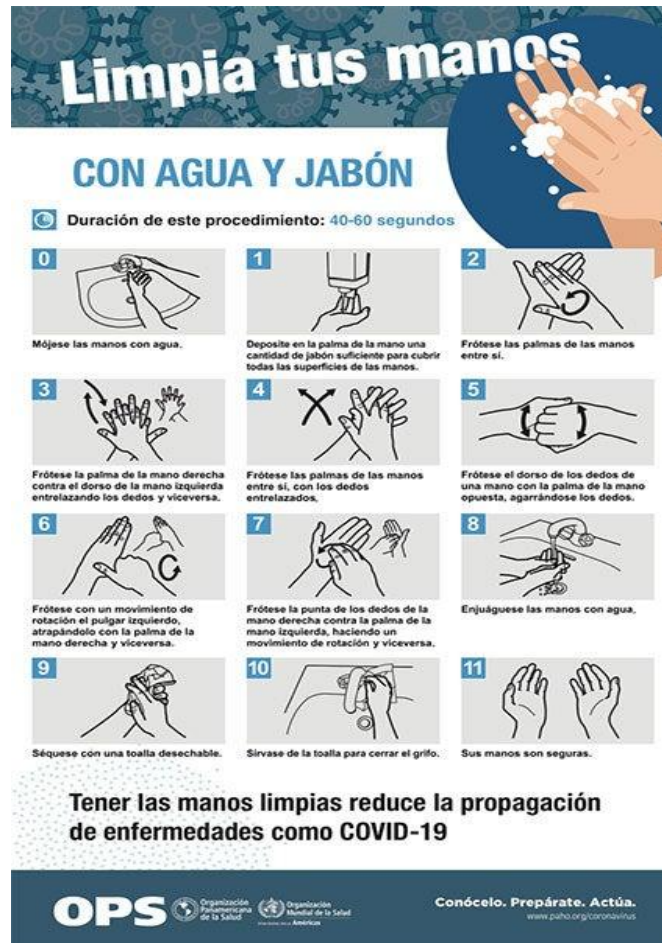 Limpia tus manos
CON AGUA Y JABÓN
Duración de este procedimiento: 40-60 segundos
0
Mójese las manos con agua.
1
Deposite en la palma de la mano una
cantidad de jabón suficiente para cubrir
todas las superficies de las manos.
2
Frótese las palmas de las manos
entre sí.
3
Frótese la palma de la mano derecha
contra el dorso de la mano izquierda
entrelazando los dedos y viceversa.
4
Frótese las palmas de las manos
entre sí, con los dedos
entrelazados.
5
Frótese el dorso de los dedos de
una mano con la palma de la mano
opuesta, agarrándose los dedos.
6
Frótese con un movimiento de
rotación el pulgar izquierdo,
atrapándolo con la palma de la
mano derecha y viceversa.
7
Frótese la punta de los dedos de la
mano derecha contra la palma de la
mano izquierda, haciendo un
movimiento de rotación y viceversa.
8
Enjuáguese las manos con agua.
9
Séquese con una toalla desechable.
10
Sírvase de la toalla para cerrar el grifo.
11
Sus manos son seguras.
Tener las manos limpias reduce la propagación
de enfermedades como COVID-19
OPS
Organización
Panamericana
de la Salud
Organización
Mundial de la Salud
Américas
Conócelo. Prepárate. Actúa.
www.paho.org/coronavirus